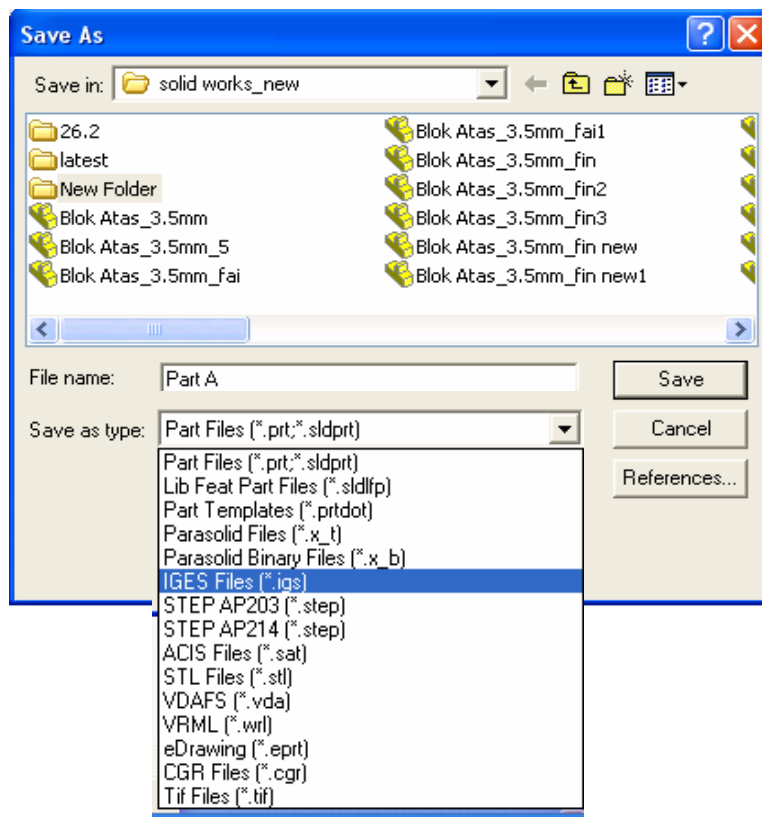 Save As
Save in: solid works_new
26.2
latest
New Folder
Blok Atas_3.5mm
Blok Atas_3.5mm_5
Blok Atas_3.5mm_fai
Blok Atas_3.5mm_fai1
Blok Atas_3.5mm_fin
Blok Atas_3.5mm_fin2
Blok Atas_3.5mm_fin3
Blok Atas_3.5mm_fin new
Blok Atas_3.5mm_fin new1
File name: Part A
Save
Save as type: Part Files (*.prt;*.sldprt)
Cancel
References...
Part Files (*.prt;*.sldprt)
Lib Feat Part Files (*.sldlfp)
Part Templates (*.prtdot)
Parasolid Files (*.x_t)
Parasolid Binary Files (*.x_b)
IGES Files (*.igs)
STEP AP203 (*.step)
STEP AP214 (*.step)
ACIS Files (*.sat)
STL Files (*.stl)
VDAFS (*.vda)
VRML (*.wrl)
eDrawing (*.eprt)
CGR Files (*.cgr)
Tif Files (*.tif)